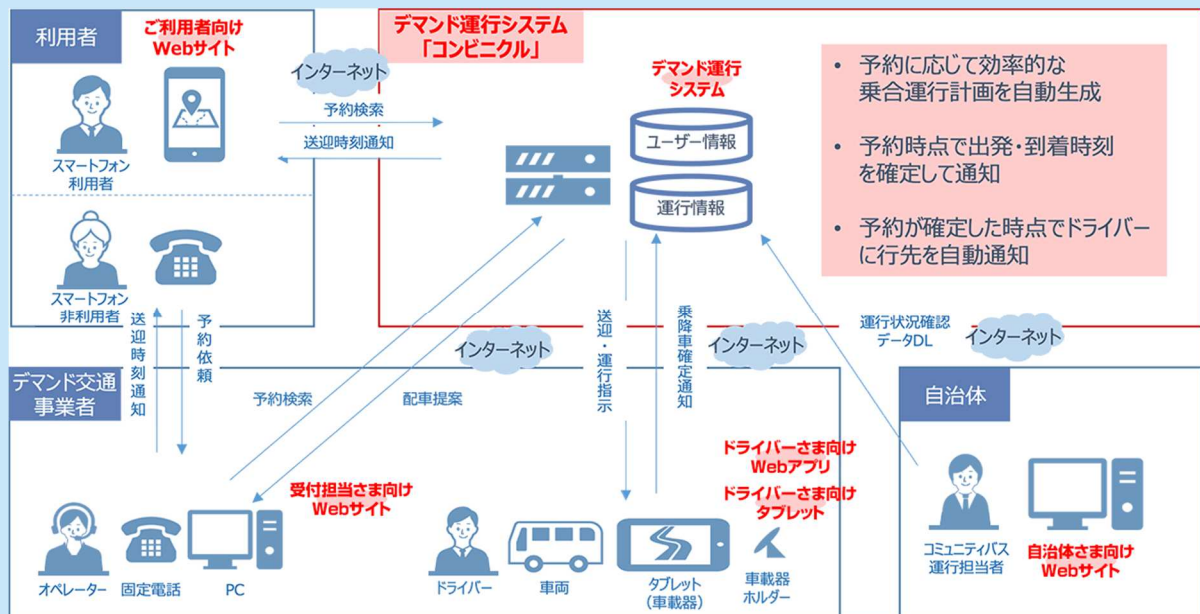 利用者
ご利用者向け
Webサイト
スマートフォン
利用者
スマートフォン
非利用者
インターネット
予約検索
送迎時刻通知
デマンド運行システム
「コンビニクル」
デマンド運行
システム
ユーザー情報
運行情報
• 予約に応じて効率的な
乗合運行計画を自動生成
• 予約時点で出発・到着時刻
を確定して通知
• 予約が確定した時点でドライバー
に行先を自動通知
送迎時刻通知
予約依頼
インターネット
インターネット
運行状況確認
データDL
インターネット
デマンド交通
事業者
予約検索
配車提案
送迎・運行指示
乗降車確定通知
受付担当さま向け
Webサイト
ドライバーさま向け
Webアプリ
ドライバーさま向け
タブレット
オペレーター
固定電話
PC
ドライバー
車両
タブレット
（車載器）
車載器
ホルダー
自治体
コミュニティバス
運行担当者
自治体さま向け
Webサイト